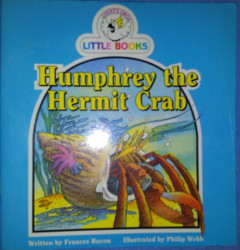 LITTLE BOOKS
Humphrey the
Hermit Crab
Written by Frances Bacon Illustrated by Philip Webb